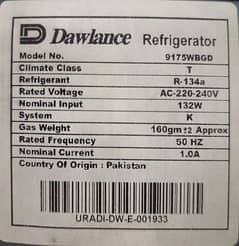 Dawlance Refrigerator
Model No. 9175WBGD
Climate Class T
Refrigerant R-134a
Rated Voltage AC-220-240V
Nominal Input 132W
System K
Gas Weight 160gm±2 Approx
Rated Frequency 50 HZ
Nominal Current 1.0A
Country Of Origin : Pakistan
URADI-DW-E-001933